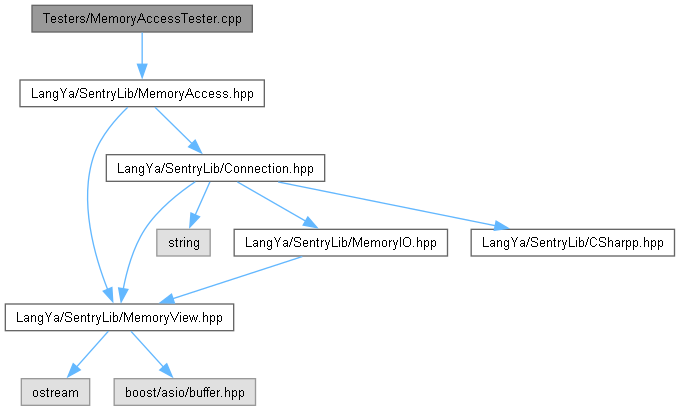 Testers/MemoryAccessTester.cpp
LangYa/SentryLib/MemoryAccess.hpp
LangYa/SentryLib/Connection.hpp
string
LangYa/SentryLib/MemoryIO.hpp
LangYa/SentryLib/CSharpp.hpp
LangYa/SentryLib/MemoryView.hpp
ostream
boost/asio/buffer.hpp